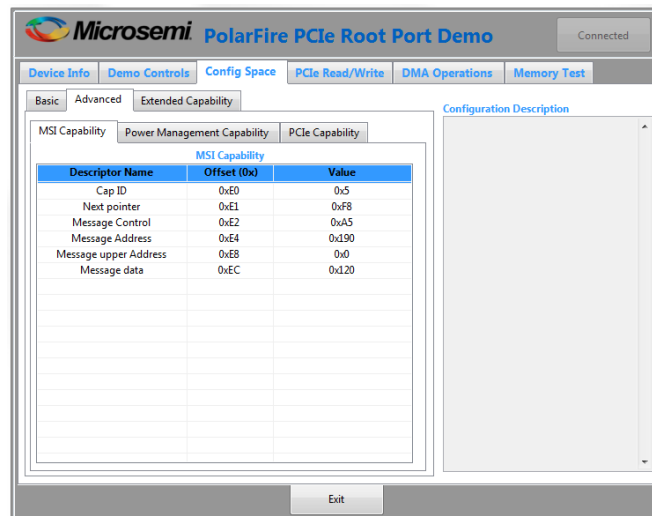 Microsemi PolarFire PCIe Root Port Demo Connected
Device Info Demo Controls Config Space PCIe Read/Write DMA Operations Memory Test
Basic Advanced Extended Capability
Configuration Description
MSI Capability Power Management Capability PCIe Capability
MSI Capability
Descriptor Name Offset (0x) Value
Cap ID 0xE0 0x5
Next pointer 0xE1 0xF8
Message Control 0xE2 0xA5
Message Address 0xE4 0x190
Message upper Address 0xE8 0x0
Message data 0xEC 0x120
Exit